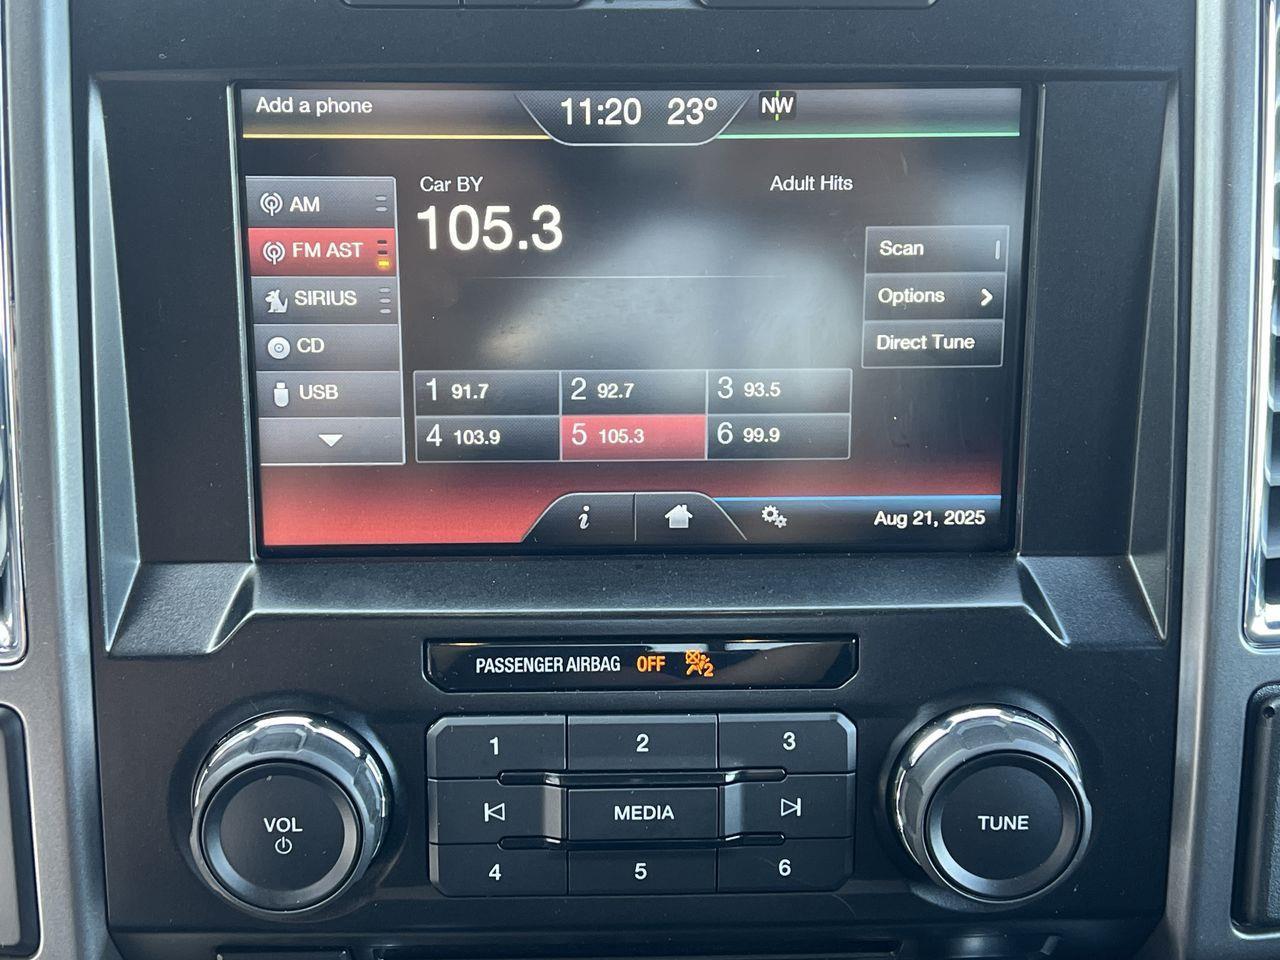 Add a phone
11:20 23° NW
AM
FM AST
SIRIUS
CD
USB
Car BY
105.3
Adult Hits
Scan
Options
Direct Tune
1 91.7 2 92.7 3 93.5
4 103.9 5 105.3 6 99.9
i
Aug 21, 2025
PASSENGER AIRBAG OFF 2
VOL
1 2 3
MEDIA
4 5 6
TUNE